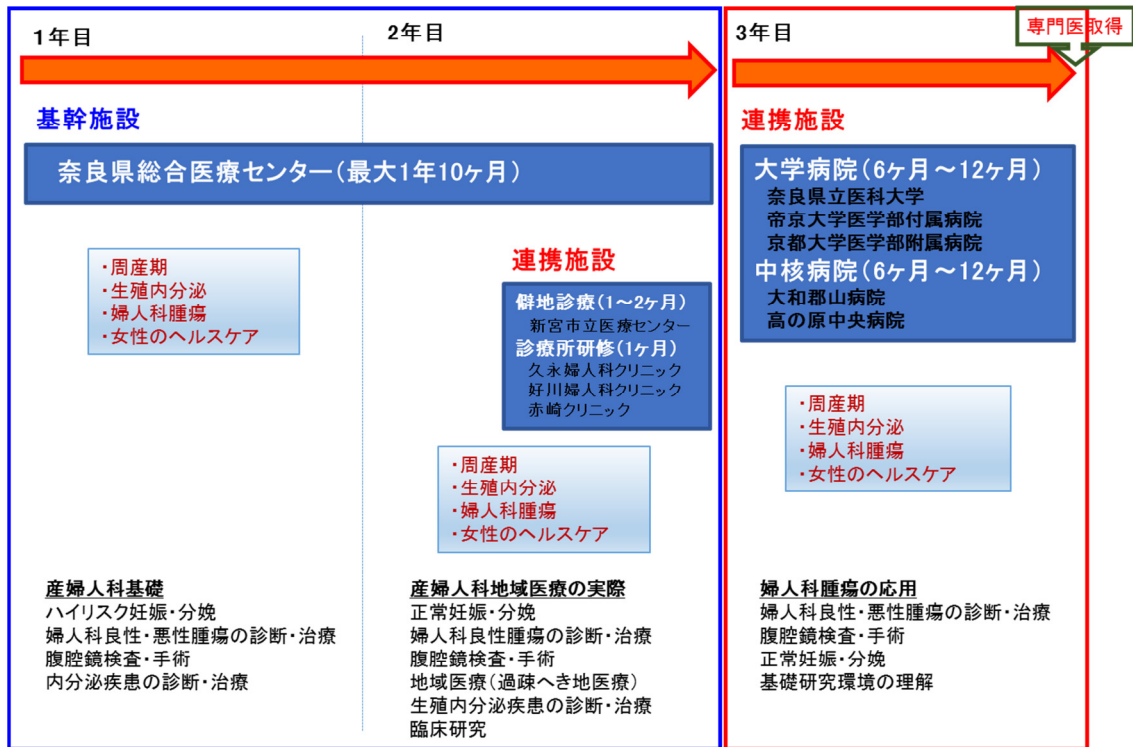 1年目
2年目
3年目
専門医取得
基幹施設
奈良県総合医療センター(最大1年10ヶ月)
・周産期
・生殖内分泌
・婦人科腫瘍
・女性のヘルスケア
連携施設
僻地診療(1～2ヶ月)
新宮市立医療センター
診療所研修(1ヶ月)
久永婦人科クリニック
好川婦人科クリニック
赤崎クリニック
・周産期
・生殖内分泌
・婦人科腫瘍
・女性のヘルスケア
連携施設
大学病院(6ヶ月～12ヶ月)
奈良県立医科大学
帝京大学医学部付属病院
京都大学医学部附属病院
中核病院(6ヶ月～12ヶ月)
大和郡山病院
高の原中央病院
・周産期
・生殖内分泌
・婦人科腫瘍
・女性のヘルスケア
産婦人科基礎
ハイリスク妊娠・分娩
婦人科良性・悪性腫瘍の診断・治療
腹腔鏡検査・手術
内分泌疾患の診断・治療
産婦人科地域医療の実際
正常妊娠・分娩
婦人科良性腫瘍の診断・治療
腹腔鏡検査・手術
地域医療(過疎へき地医療)
生殖内分泌疾患の診断・治療
臨床研究
婦人科腫瘍の応用
婦人科良性・悪性腫瘍の診断・治療
腹腔鏡検査・手術
正常妊娠・分娩
基礎研究環境の理解